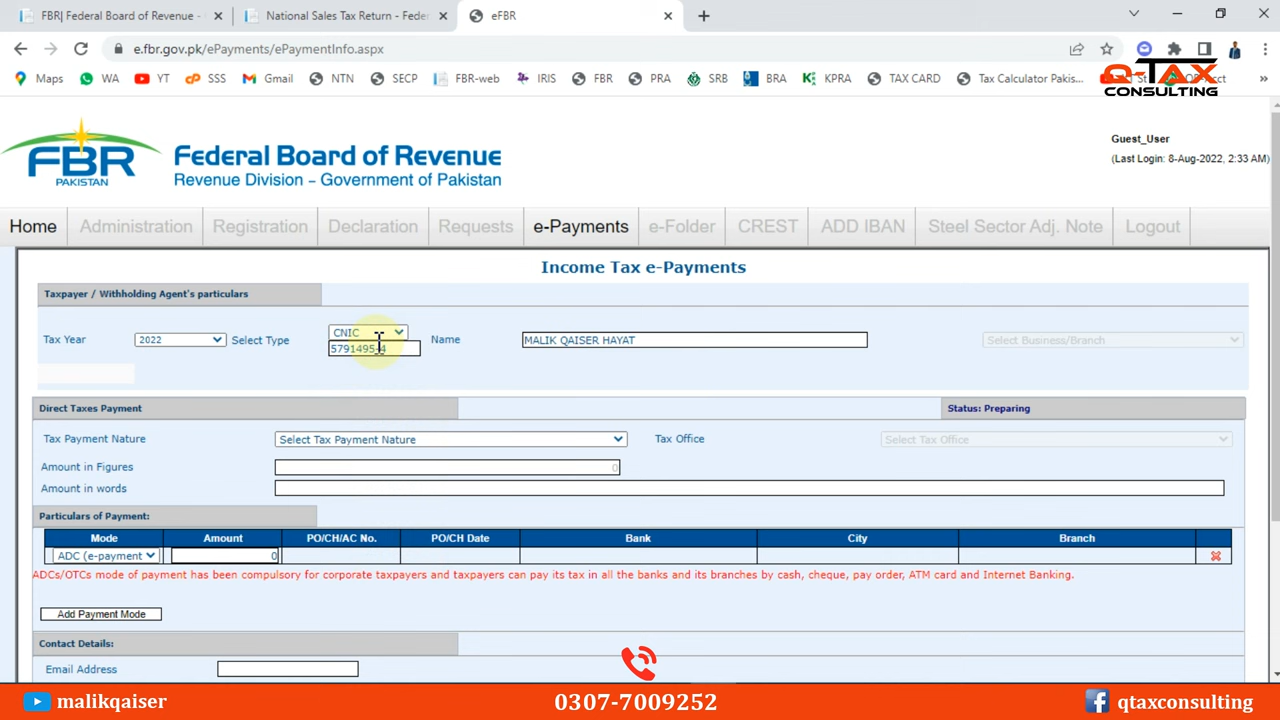 FBR| Federal Board of Revenue -
National Sales Tax Return - Fede
eFBR
e.fbr.gov.pk/ePayments/ePaymentInfo.aspx
Maps WA YT SSS Gmail NTN SECP FBR-web IRIS FBR PRA SRB BRA KPRA TAX CARD Tax Calculator Pakis...
Q-TAX
CONSULTING
FBR
PAKISTAN
Federal Board of Revenue
Revenue Division – Government of Pakistan
Guest_User
(Last Login: 8-Aug-2022, 2:33 AM)
Home Administration Registration Declaration Requests e-Payments e-Folder CREST ADD IBAN Steel Sector Adj. Note Logout
Income Tax e-Payments
Taxpayer / Withholding Agent's particulars
Tax Year 2022 Select Type CNIC Name MALIK QAISER HAYAT Select Business/Branch
5791495-4
Direct Taxes Payment Status: Preparing
Tax Payment Nature Select Tax Payment Nature Tax Office Select Tax Office
Amount in Figures 0
Amount in words
Particulars of Payment:
Mode Amount PO/CH/AC No. PO/CH Date Bank City Branch
ADC (e-payment 0
ADCs/OTCs mode of payment has been compulsory for corporate taxpayers and taxpayers can pay its tax in all the banks and its branches by cash, cheque, pay order, ATM card and Internet Banking.
Add Payment Mode
Contact Details:
Email Address
malikqaiser 0307-7009252 qtaxconsulting